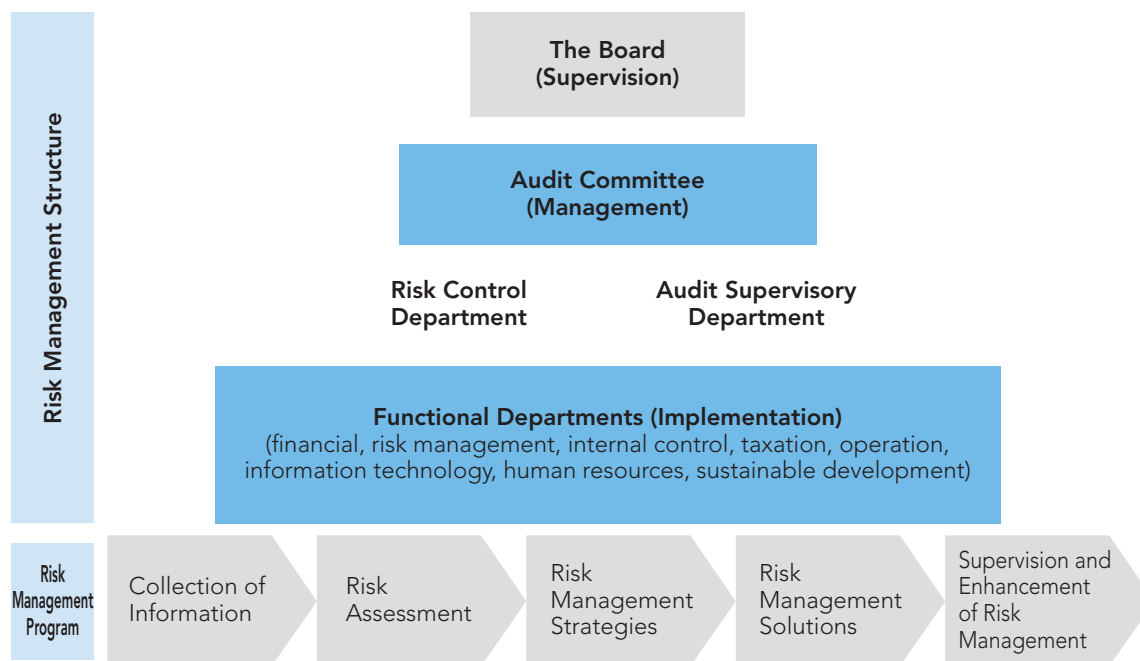 Risk Management Structure
The Board
(Supervision)
Audit Committee
(Management)
Risk Control
Department
Audit Supervisory
Department
Functional Departments (Implementation)
(financial, risk management, internal control, taxation, operation,
information technology, human resources, sustainable development)
Risk
Management
Program
Collection of
Information
Risk
Assessment
Risk
Management
Strategies
Risk
Management
Solutions
Supervision and
Enhancement
of Risk
Management